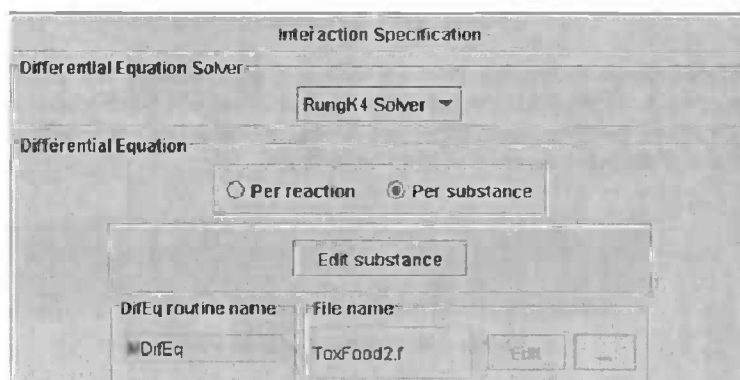 Interaction Specification
Differential Equation Solver
RungK4 Solver
Differential Equation
Per reaction Per substance
Edit substance
DifEq routine name File name
DifEq ToxFood2.f Edit ...